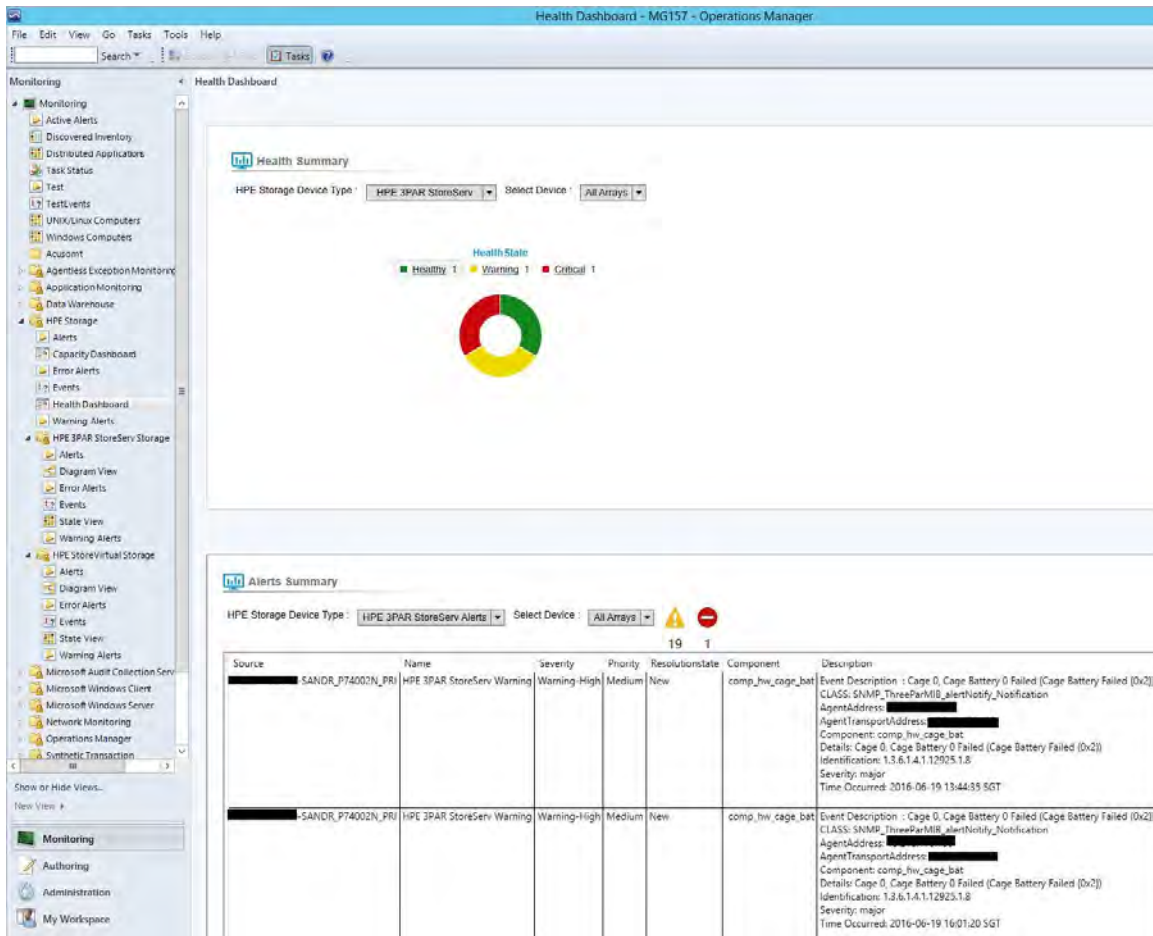 Health Dashboard - MG157 - Operations Manager
File Edit View Go Tasks Tools Help
Search
Tasks
Monitoring
Health Dashboard
Monitoring
Active Alerts
Discovered Inventory
Distributed Applications
Task Status
Test
TestEvents
UNIX/Linux Computers
Windows Computers
Acusomt
Agentless Exception Monitoring
Application Monitoring
Data Warehouse
HPE Storage
Alerts
Capacity Dashboard
Error Alerts
Events
Health Dashboard
Warning Alerts
HPE 3PAR StoreServ Storage
Alerts
Diagram View
Error Alerts
Events
State View
Warning Alerts
HPE StoreVirtual Storage
Alerts
Diagram View
Error Alerts
Events
State View
Warning Alerts
Microsoft Audit Collection Serv
Microsoft Windows Client
Microsoft Windows Server
Network Monitoring
Operations Manager
Synthetic Transaction
Show or Hide Views...
New View
Monitoring
Authoring
Administration
My Workspace
Health Summary
HPE Storage Device Type : HPE 3PAR StoreServ Select Device : All Arrays
Health State
Healthy 1 Warning 1 Critical 1
Alerts Summary
HPE Storage Device Type : HPE 3PAR StoreServ Alerts Select Device : All Arrays
19 1
Source Name Severity Priority Resolutionstate Component Description
-SANDR_P74002N_PRI HPE 3PAR StoreServ Warning Warning-High Medium New comp_hw_cage_bat Event Description : Cage 0, Cage Battery 0 Failed (Cage Battery Failed (0x2))
CLASS: SNMP_ThreeParMIB_alertNotify_Notification
AgentAddress:
AgentTransportAddress:
Component: comp_hw_cage_bat
Details: Cage 0, Cage Battery 0 Failed (Cage Battery Failed (0x2))
Identification: 1.3.6.1.4.1.12925.1.8
Severity: major
Time Occurred: 2016-06-19 13:44:35 SGT
-SANDR_P74002N_PRI HPE 3PAR StoreServ Warning Warning-High Medium New comp_hw_cage_bat Event Description : Cage 0, Cage Battery 0 Failed (Cage Battery Failed (0x2))
CLASS: SNMP_ThreeParMIB_alertNotify_Notification
AgentAddress:
AgentTransportAddress:
Component: comp_hw_cage_bat
Details: Cage 0, Cage Battery 0 Failed (Cage Battery Failed (0x2))
Identification: 1.3.6.1.4.1.12925.1.8
Severity: major
Time Occurred: 2016-06-19 16:01:20 SGT